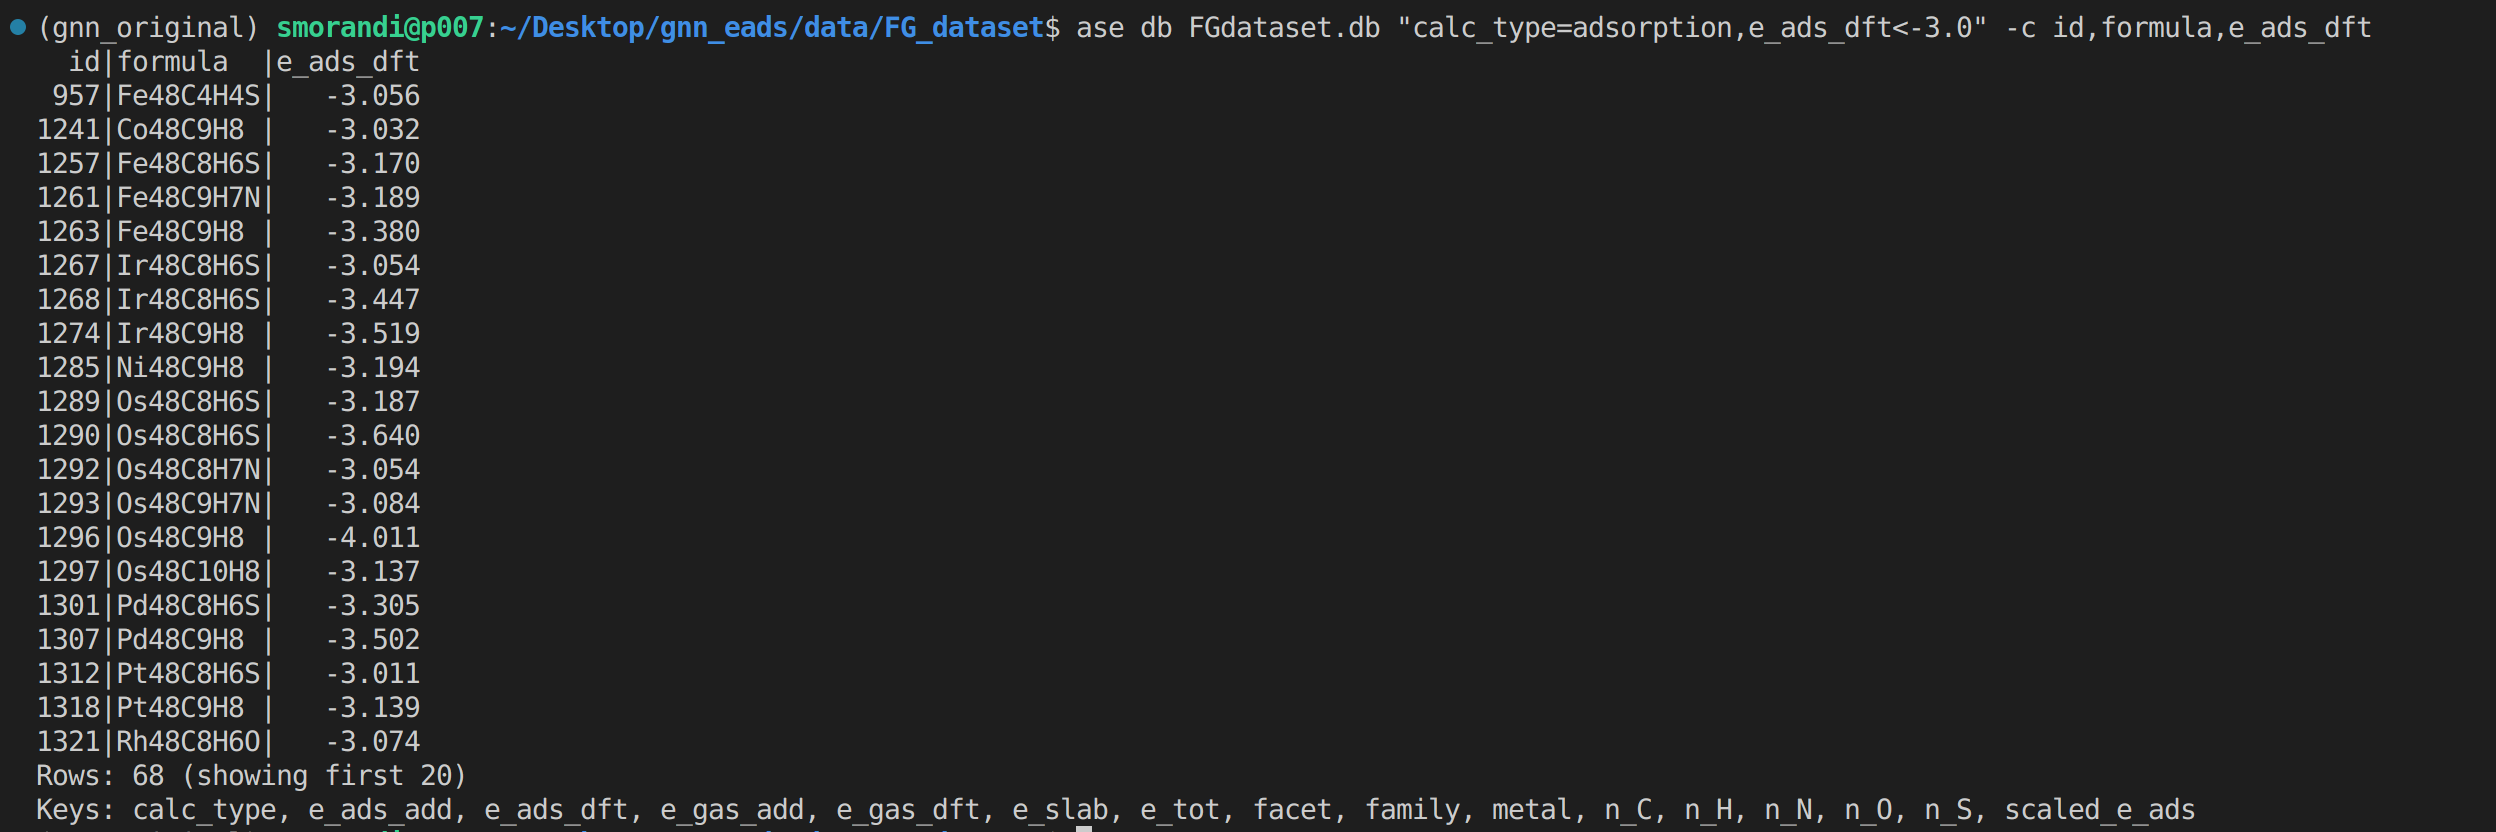 (gnn_original) smorandi@p007:~/Desktop/gnn_eads/data/FG_dataset$ ase db FGdataset.db "calc_type=adsorption,e_ads_dft<-3.0" -c id,formula,e_ads_dft
  id|formula  |e_ads_dft
 957|Fe48C4H4S|   -3.056
1241|Co48C9H8 |   -3.032
1257|Fe48C8H6S|   -3.170
1261|Fe48C9H7N|   -3.189
1263|Fe48C9H8 |   -3.380
1267|Ir48C8H6S|   -3.054
1268|Ir48C8H6S|   -3.447
1274|Ir48C9H8 |   -3.519
1285|Ni48C9H8 |   -3.194
1289|Os48C8H6S|   -3.187
1290|Os48C8H6S|   -3.640
1292|Os48C8H7N|   -3.054
1293|Os48C9H7N|   -3.084
1296|Os48C9H8 |   -4.011
1297|Os48C10H8|   -3.137
1301|Pd48C8H6S|   -3.305
1307|Pd48C9H8 |   -3.502
1312|Pt48C8H6S|   -3.011
1318|Pt48C9H8 |   -3.139
1321|Rh48C8H6O|   -3.074
Rows: 68 (showing first 20)
Keys: calc_type, e_ads_add, e_ads_dft, e_gas_add, e_gas_dft, e_slab, e_tot, facet, family, metal, n_C, n_H, n_N, n_O, n_S, scaled_e_ads